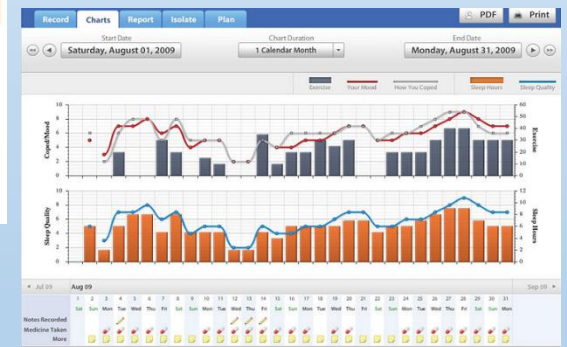 Record Charts Report Isolate Plan PDF Print
Start Date Chart Duration End Date
Saturday, August 01, 2009 1 Calendar Month Monday, August 31, 2009
Exercise Your Mood How You Coped Sleep Hours Sleep Quality
Coped/Mood
10
8
6
4
2
0
60
50
40
30
20
10
0
Exercise
Sleep Quality
10
8
6
4
2
0
12
10
8
6
4
2
0
Sleep Hours
Jul 09 Aug 09 Sep 09
1 2 3 4 5 6 7 8 9 10 11 12 13 14 15 16 17 18 19 20 21 22 23 24 25 26 27 28 29 30 31
Sat Sun Mon Tue Wed Thu Fri Sat Sun Mon Tue Wed Thu Fri Sat Sun Mon Tue Wed Thu Fri Sat Sun Mon Tue Wed Thu Fri Sat Sun Mon
Notes Recorded
Medicine Taken
More